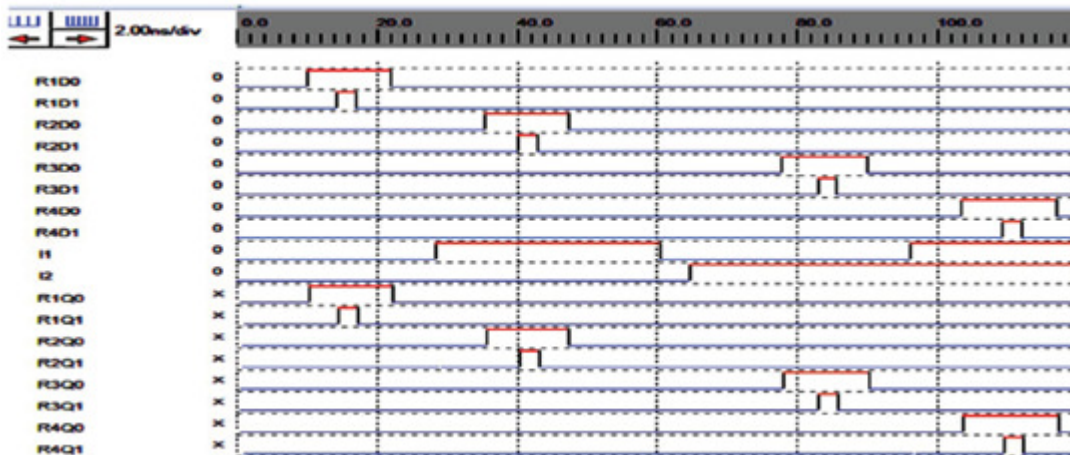 0.0 20.0 40.0 60.0 80.0 100.0
2.00ns/div
R1D0 0
R1D1 0
R2D0 0
R2D1 0
R3D0 0
R3D1 0
R4D0 0
R4D1 0
I1 0
I2 0
R1Q0 x
R1Q1 x
R2Q0 x
R2Q1 x
R3Q0 x
R3Q1 x
R4Q0 x
R4Q1 x